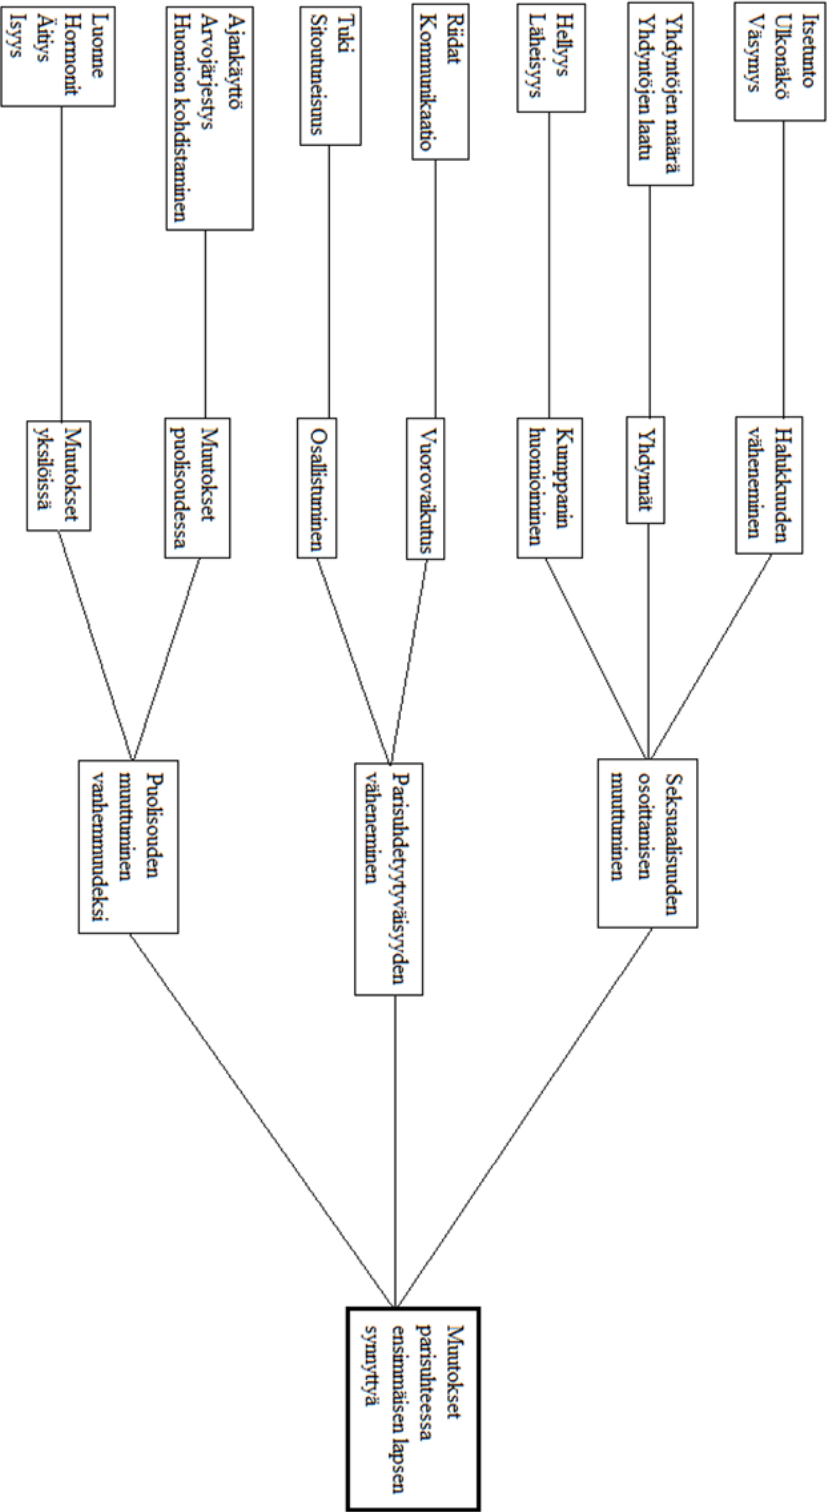 Itsetunto
Ulkonäkö
Väsymys
Yhdyntöjen määrä
Yhdyntöjen laatu
Hellyys
Läheisyys
Riidat
Kommunikaatio
Tuki
Sitoutuneisuus
Ajankäyttö
Arvojärjestys
Huomion kohdistaminen
Luonne
Hormonit
Äitiys
Isyys
Halukkuuden
väheneminen
Yhdynnät
Kumppanin
huomioiminen
Vuorovaikutus
Osallistuminen
Muutokset
puolisoudessa
Muutokset
yksilöissä
Seksuaalisuuden
osoittamisen
muuttuminen
Parisuhdetyytyväisyyden
väheneminen
Puolisouden
muuttuminen
vanhemmuudeksi
Muutokset
parisuhteessa
ensimmäisen lapsen
synnyttyä